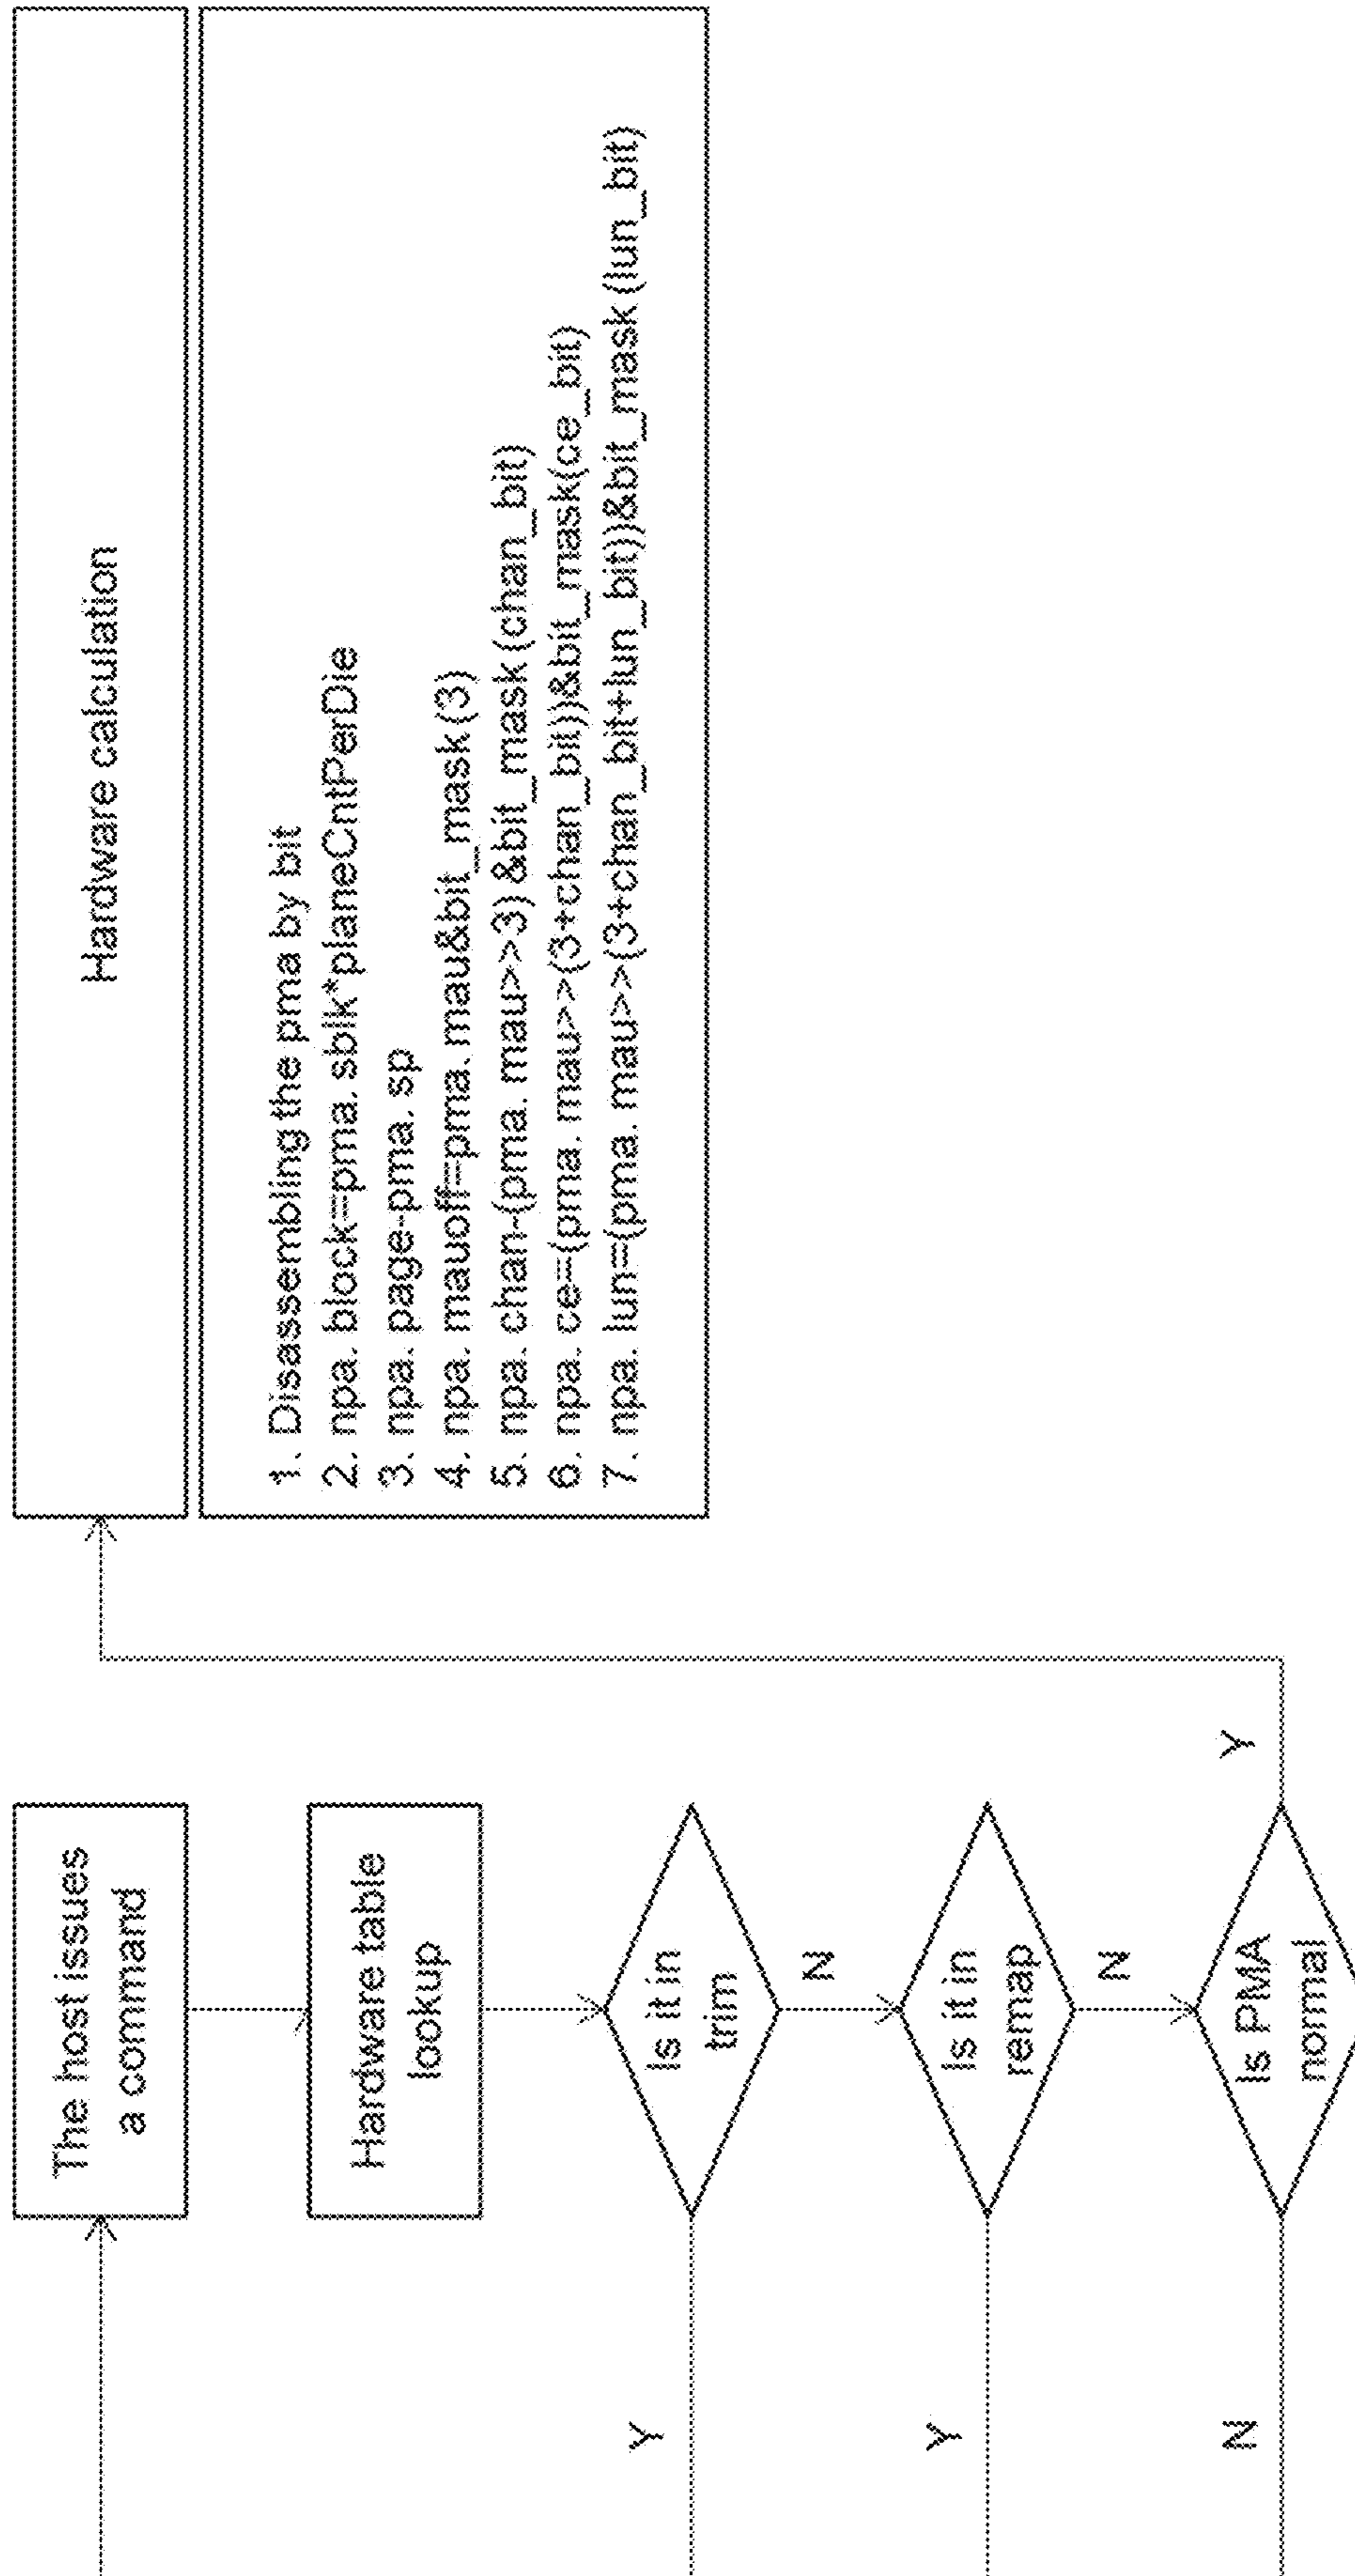 The host issues
a command
Hardware table
lookup
Is it in
trim
Y
N
Is it in
remap
Y
N
Is PMA
normal
N
Y
Hardware calculation
1. Disassembling the pma by bit
2. npa. block=pma. sblk*planeCntPerDie
3. npa. page-pma. sp
4. npa. mauoff=pma. mau&bit_mask (3)
5. npa. chan-(pma. mau>>3) &bit_mask (chan_bit)
6. npa. ce=(pma. mau>>(3+chan_bit))&bit_mask(ce_bit)
7. npa. lun=(pma. mau>>(3+chan_bit+lun_bit))&bit_mask (lun_bit)